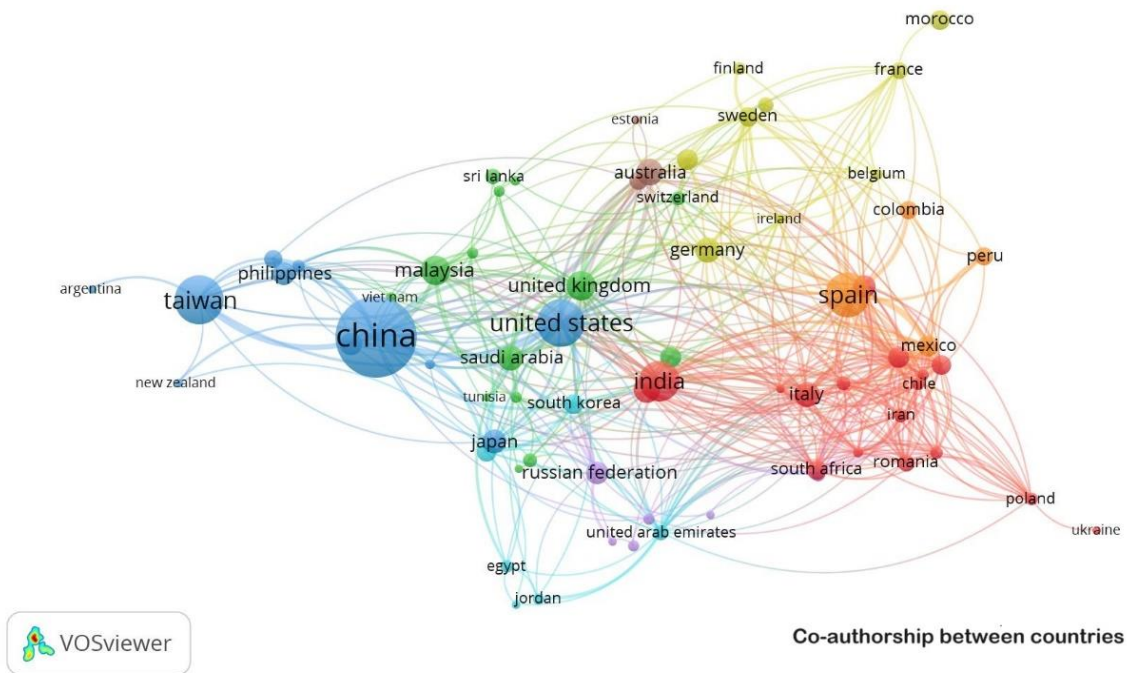 morocco
finland
france
sweden
estonia
australia
belgium
sri lanka
switzerland
colombia
ireland
germany
peru
malaysia
philippines
united kingdom
argentina
taiwan
viet nam
spain
china
united states
mexico
saudi arabia
new zealand
india
chile
italy
tunisia
south korea
iran
japan
russian federation
south africa
romania
poland
united arab emirates
ukraine
egypt
jordan
VOSviewer
Co-authorship between countries